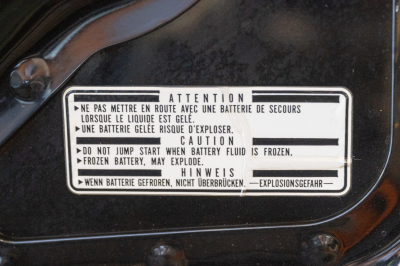 ATTENTION
▶NE PAS METTRE EN ROUTE AVEC UNE BATTERIE DE SECOURS
LORSQUE LE LIQUIDE EST GELÉ.
▶UNE BATTERIE GELÉE RISQUE D'EXPLOSER.
CAUTION
▶DO NOT JUMP START WHEN BATTERY FLUID IS FROZEN.
▶FROZEN BATTERY, MAY EXPLODE.
HINWEIS
▶WENN BATTERIE GEFROREN, NICHT ÜBERBRÜCKEN. —EXPLOSIONSGEFAHR—